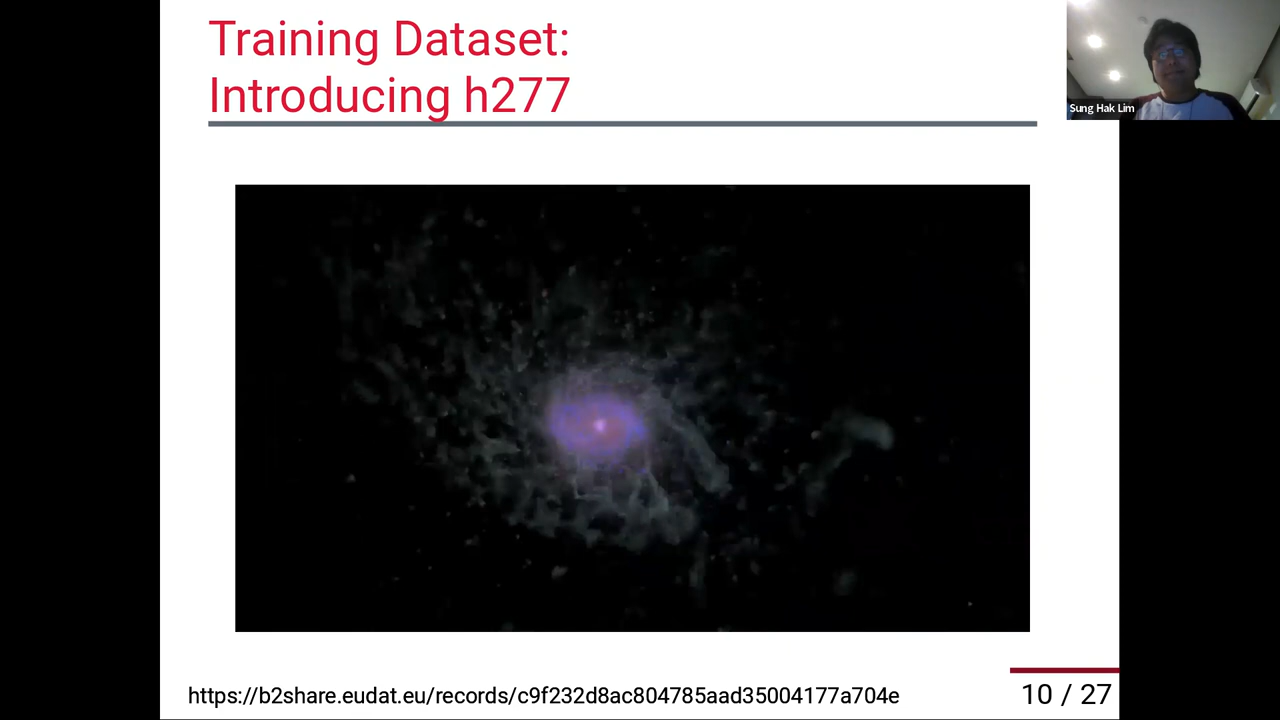 Training Dataset:
Introducing h277
Sung Hak Lim
https://b2share.eudat.eu/records/c9f232d8ac804785aad35004177a704e
10 / 27